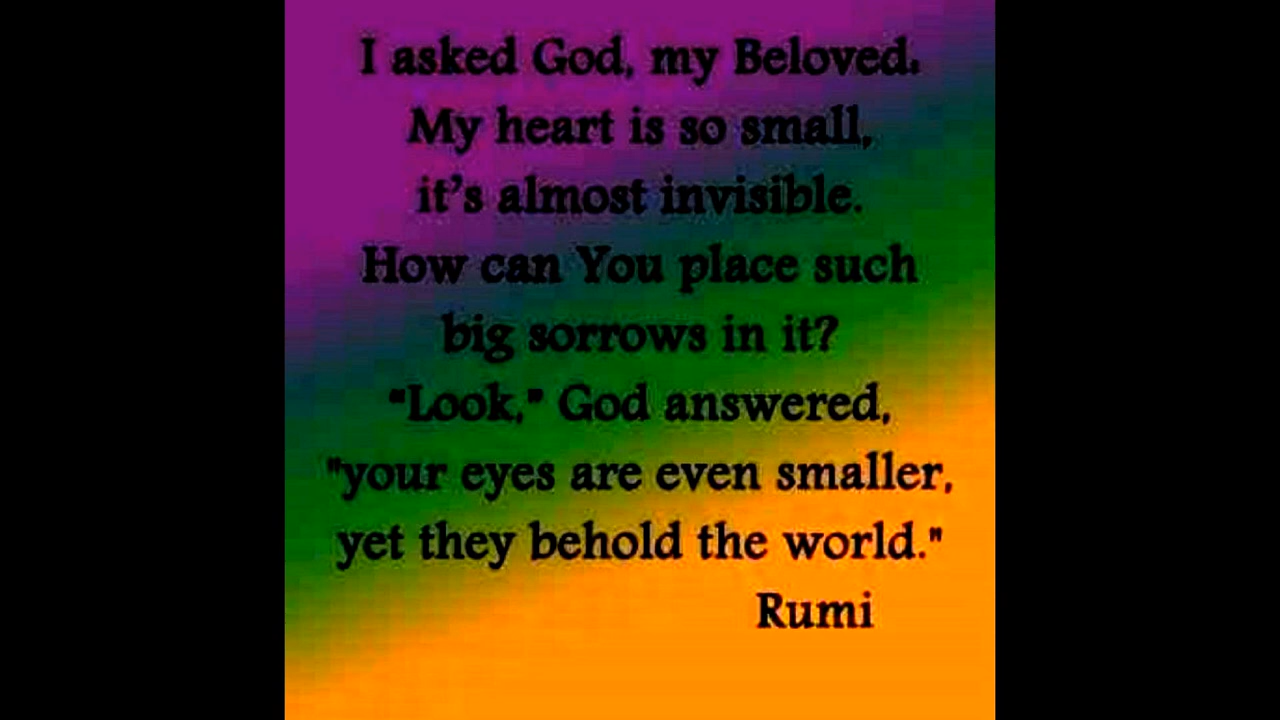 I asked God, my Beloved.
My heart is so small,
it’s almost invisible.
How can You place such
big sorrows in it?
"Look," God answered,
"your eyes are even smaller,
yet they behold the world."
Rumi